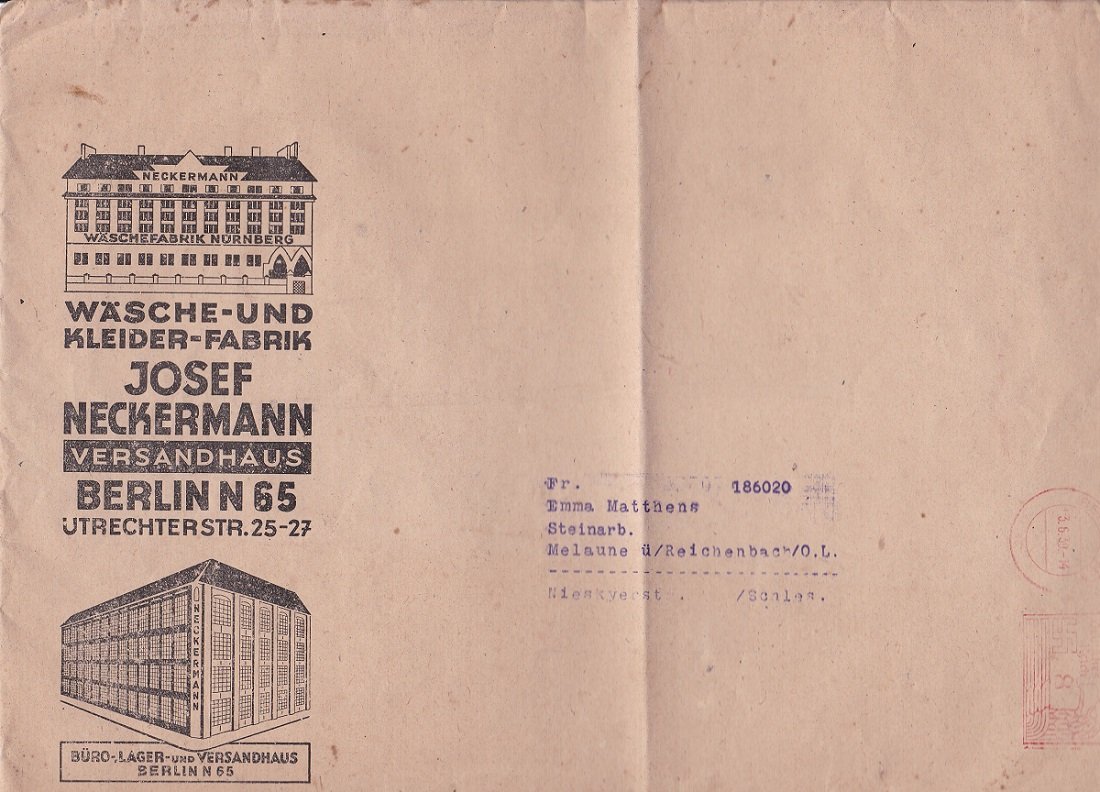 NECKERMANN
WÄSCHEFABRIK NÜRNBERG
WÄSCHE-UND
KLEIDER-FABRIK
JOSEF
NECKERMANN
VERSANDHAUS
BERLIN N 65
UTRECHTERSTR. 25-27
NECKERMANN
BÜRO-, LAGER- UND VERSANDHAUS
BERLIN N 65
Fr. 186020
Emma Matthens
Steinarb.
Melaune ü/Reichenbach/O.L.
/Schles.